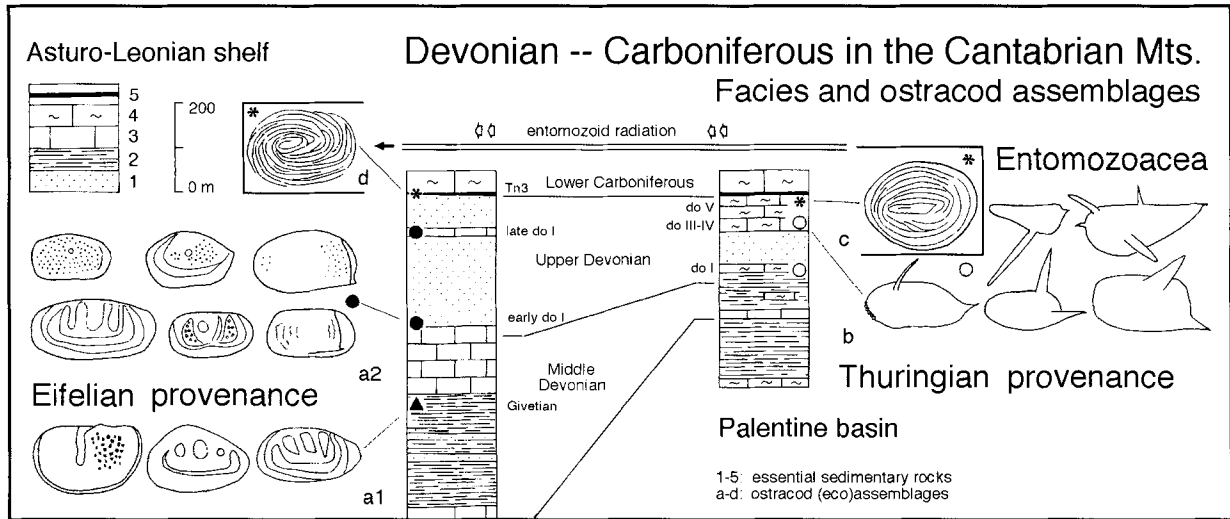 Asturo-Leonian shelf
Devonian -- Carboniferous in the Cantabrian Mts.
Facies and ostracod assemblages
5
4
3
2
1
200
0 m
*
d
entomozoid radiation
*
Entomozoacea
c
Tn3
Lower Carboniferous
*
*
do V
do III-IV
late do I
Upper Devonian
do I
early do I
b
a2
Middle
Devonian
Thuringian provenance
Eifelian provenance
Givetian
Palentine basin
1-5: essential sedimentary rocks
a-d: ostracod (eco)assemblages
a1